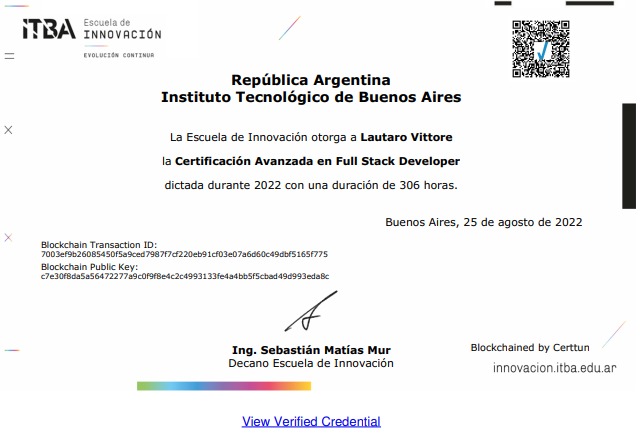 ITBA
Escuela de
INNOVACIÓN
EVOLUCIÓN CONTINUA
República Argentina
Instituto Tecnológico de Buenos Aires
La Escuela de Innovación otorga a Lautaro Vittore
la Certificación Avanzada en Full Stack Developer
dictada durante 2022 con una duración de 306 horas.
Buenos Aires, 25 de agosto de 2022
Blockchain Transaction ID:
7003ef9b26085450f5a9ced7987f7cf220eb91cf03e07a6d60c49dbf5165f775
Blockchain Public Key:
c7e30f8da5a56472277a9c0f9f8e4c2c4993133fe4a4bb5f5cbad49d993eda8c
Ing. Sebastián Matías Mur
Decano Escuela de Innovación
Blockchained by Certtun
innovacion.itba.edu.ar
View Verified Credential